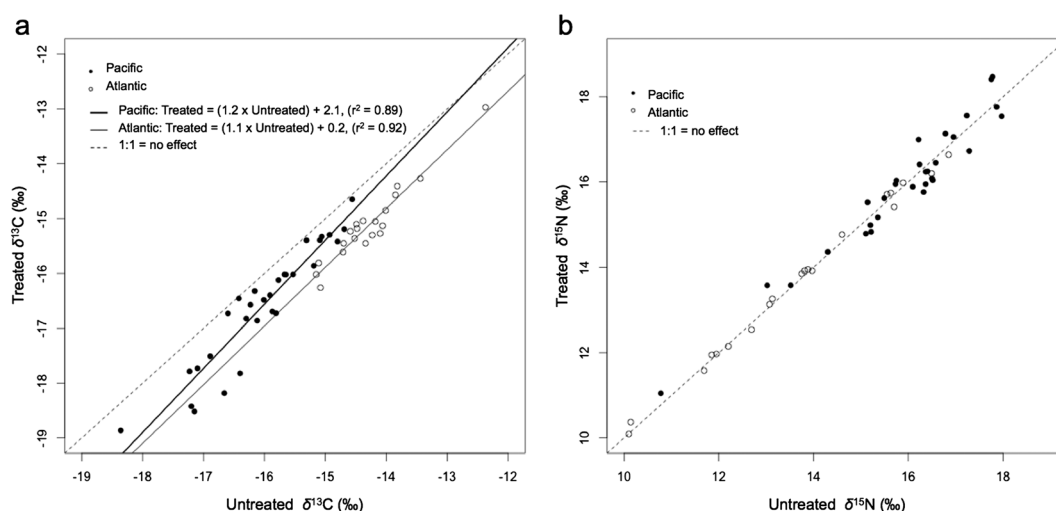 a
Pacific
Atlantic
Pacific: Treated = (1.2 x Untreated) + 2.1, (r² = 0.89)
Atlantic: Treated = (1.1 x Untreated) + 0.2, (r² = 0.92)
1:1 = no effect
Treated δ¹³C (‰)
-12
-13
-14
-15
-16
-17
-18
-19
-19 -18 -17 -16 -15 -14 -13 -12
Untreated δ¹³C (‰)
b
Pacific
Atlantic
1:1 = no effect
Treated δ¹⁵N (‰)
18
16
14
12
10
10 12 14 16 18
Untreated δ¹⁵N (‰)